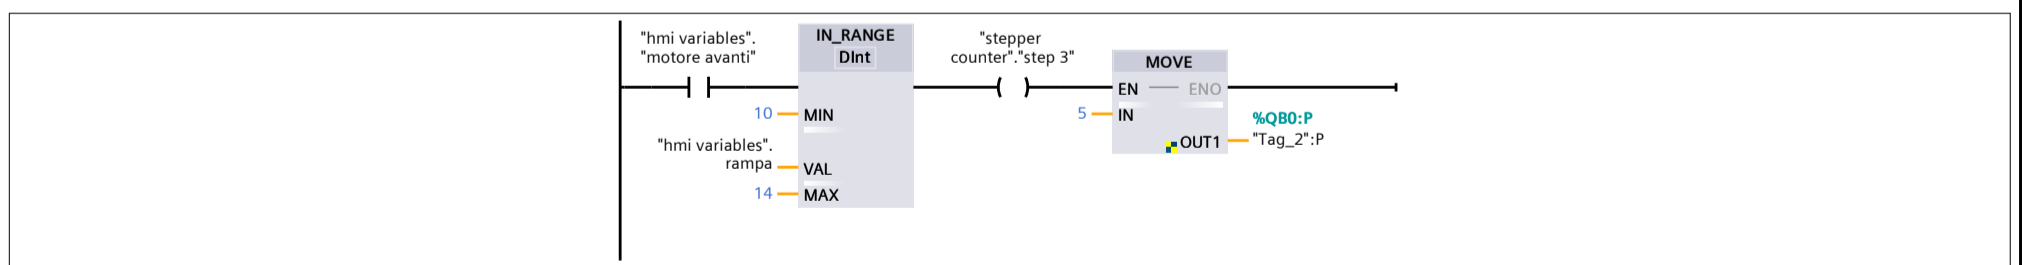 "hmi variables".
"motore avanti"
IN_RANGE
DInt
10
MIN
"hmi variables".
rampa
VAL
14
MAX
"stepper
counter"."step 3"
MOVE
EN
ENO
5
IN
OUT1
%QB0:P
"Tag_2":P